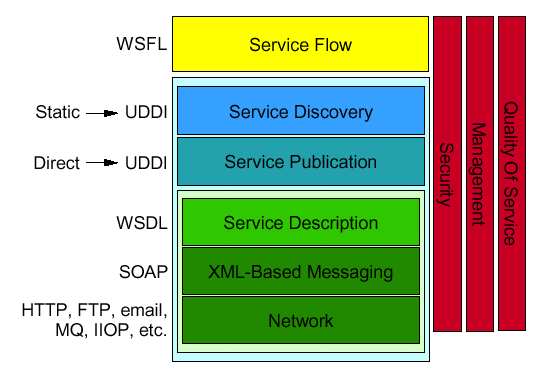 WSFL
Service Flow
Static
UDDI
Service Discovery
Direct
UDDI
Service Publication
WSDL
Service Description
SOAP
XML-Based Messaging
HTTP, FTP, email,
MQ, IIOP, etc.
Network
Security
Management
Quality Of Service